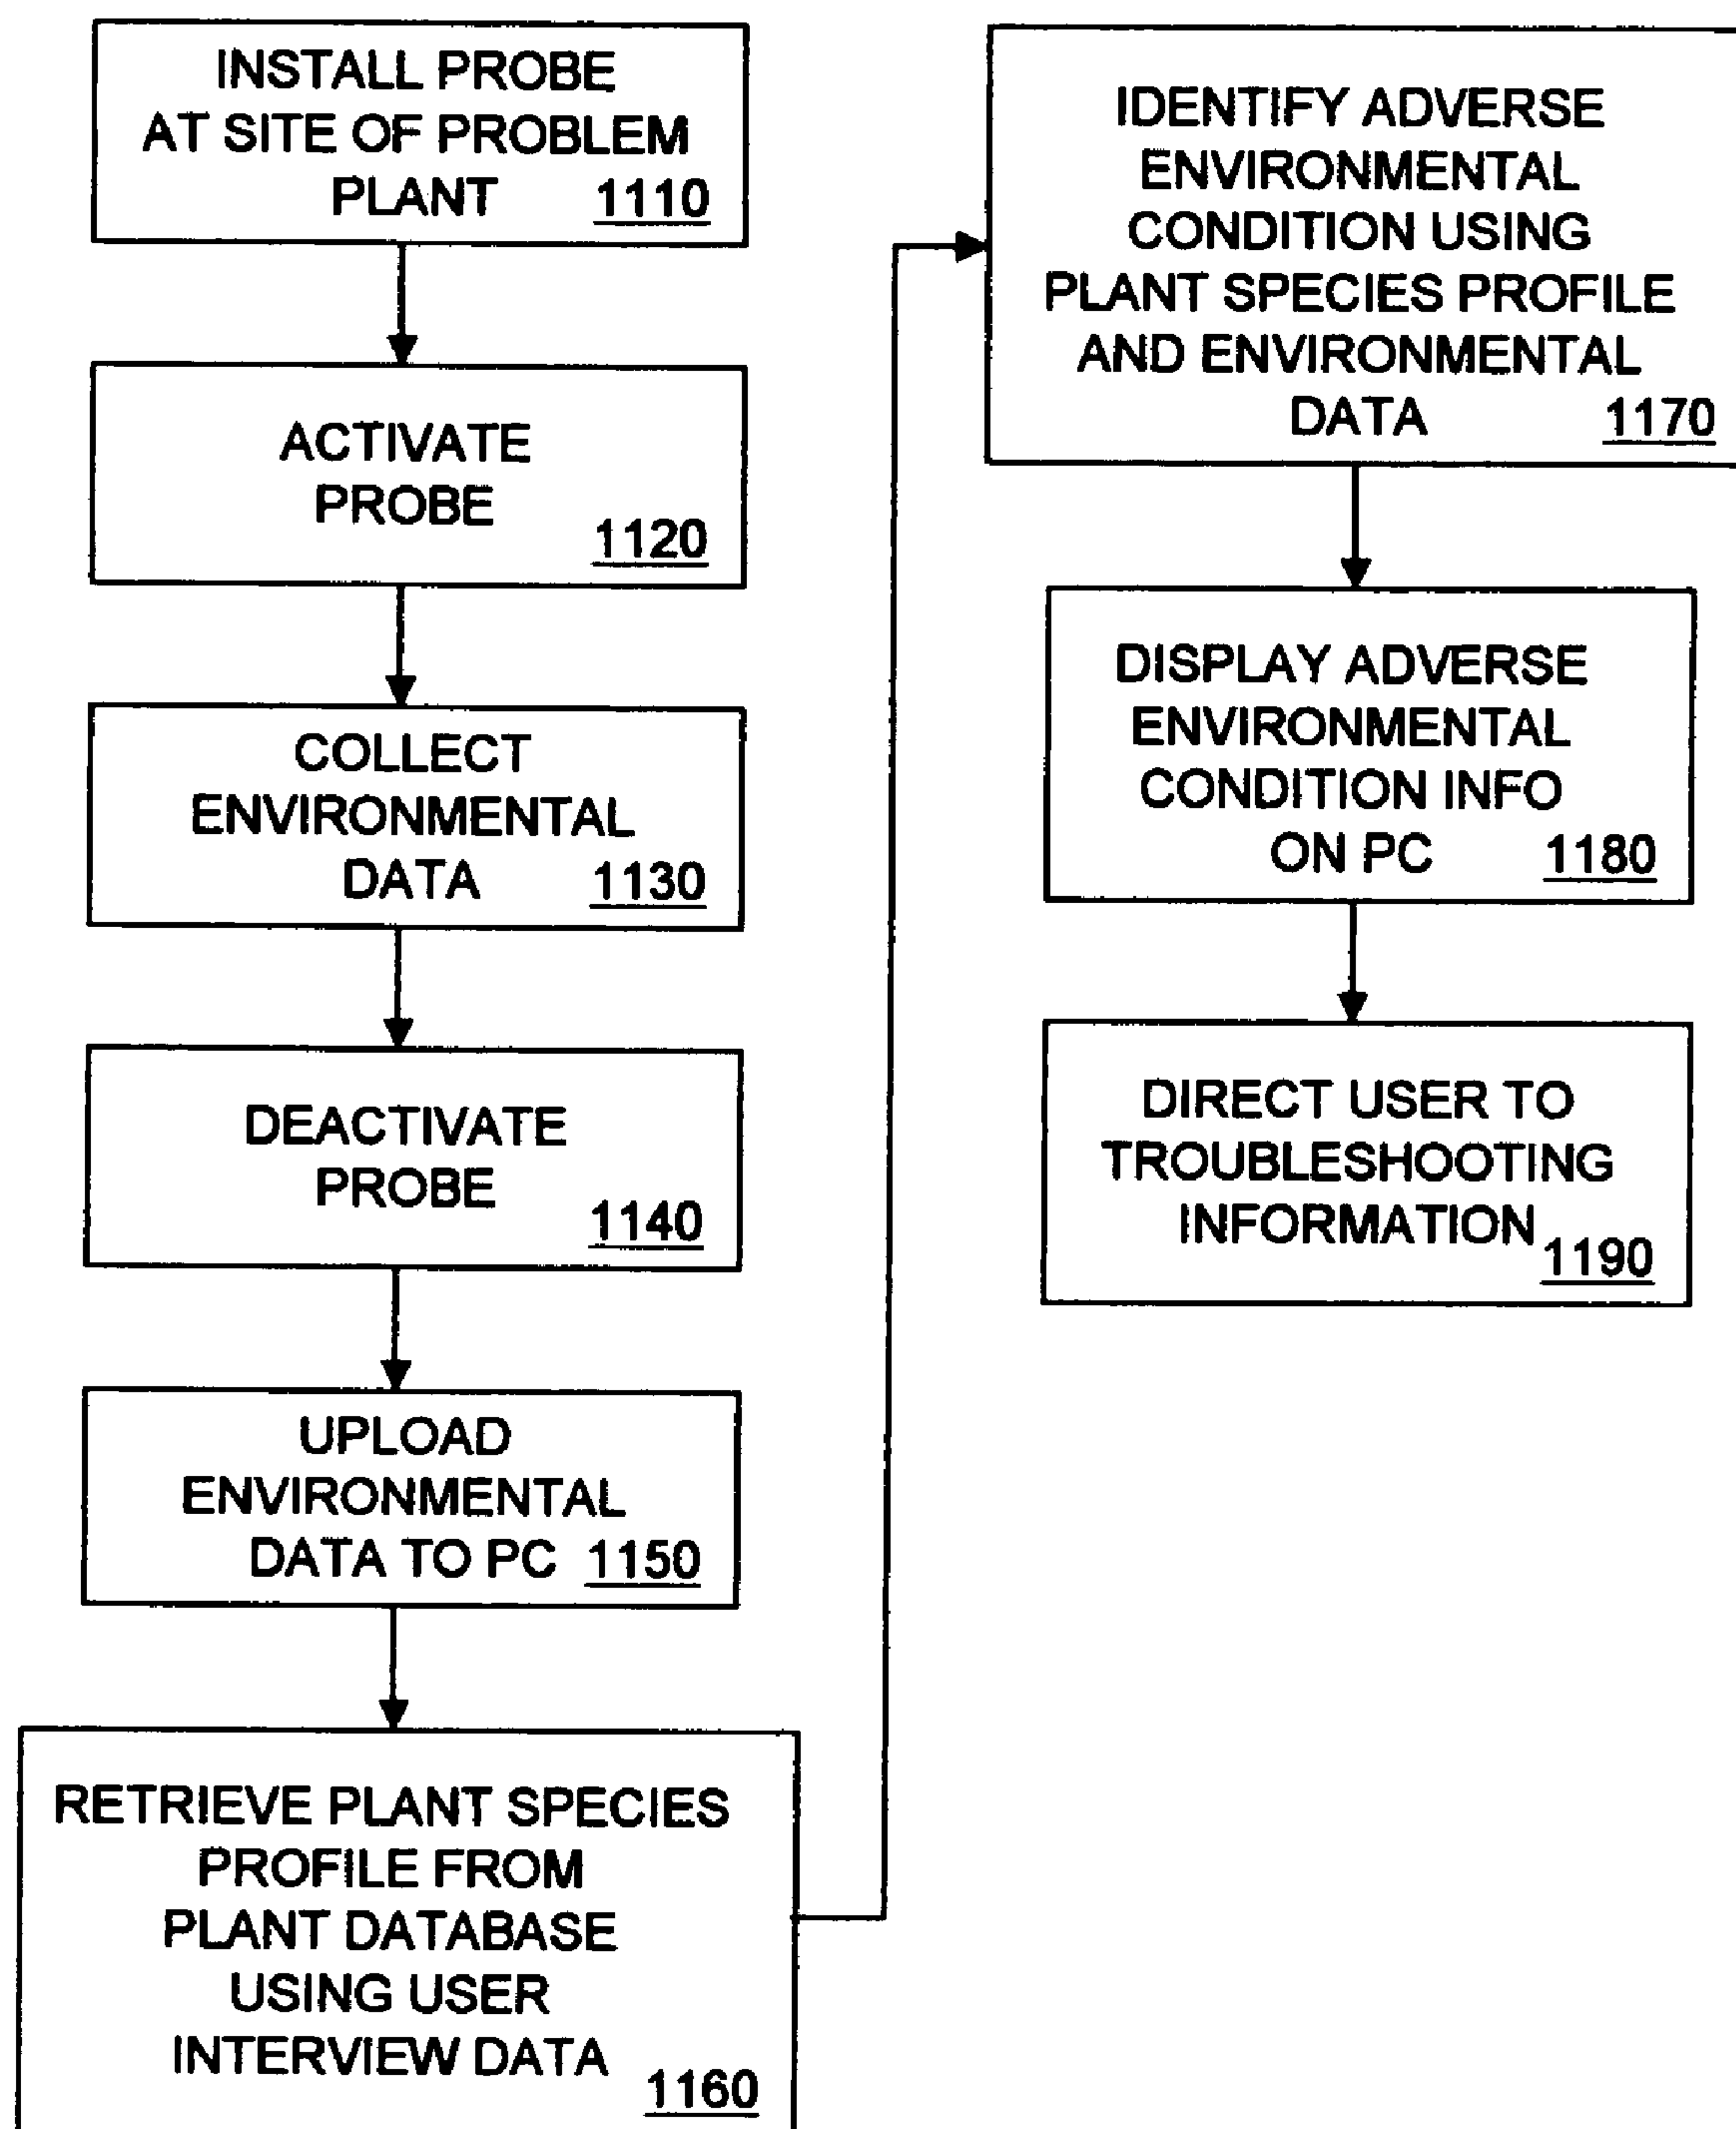 INSTALL PROBE
AT SITE OF PROBLEM
PLANT 1110
ACTIVATE
PROBE
1120
COLLECT
ENVIRONMENTAL
DATA 1130
DEACTIVATE
PROBE
1140
UPLOAD
ENVIRONMENTAL
DATA TO PC 1150
RETRIEVE PLANT SPECIES
PROFILE FROM
PLANT DATABASE
USING USER
INTERVIEW DATA
1160
IDENTIFY ADVERSE
ENVIRONMENTAL
CONDITION USING
PLANT SPECIES PROFILE
AND ENVIRONMENTAL
DATA 1170
DISPLAY ADVERSE
ENVIRONMENTAL
CONDITION INFO
ON PC 1180
DIRECT USER TO
TROUBLESHOOTING
INFORMATION
1190